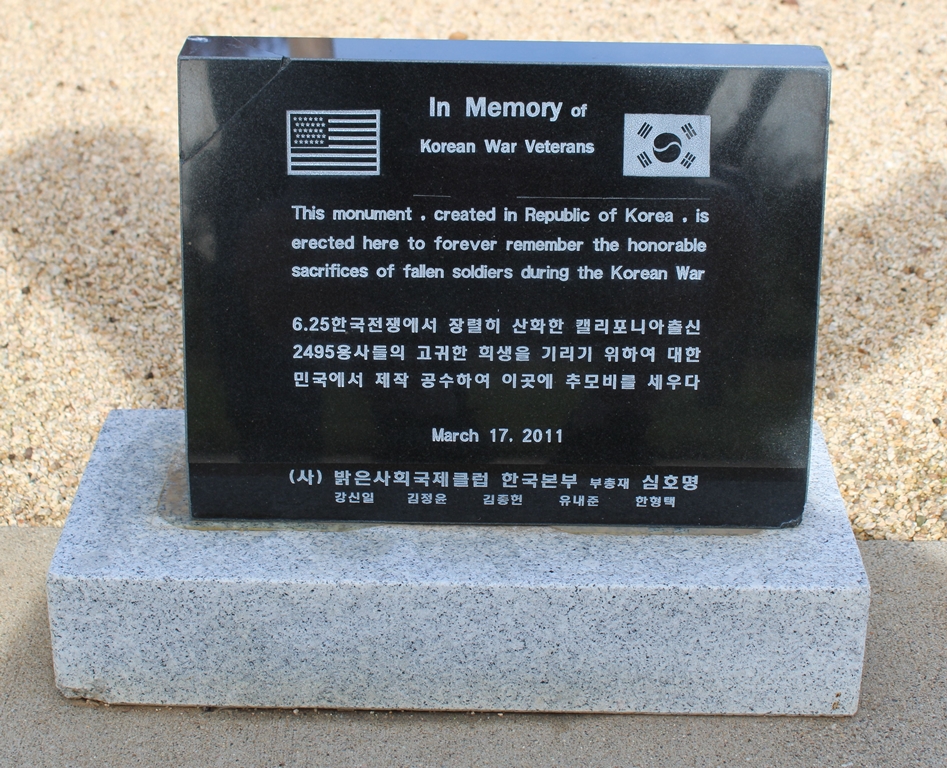 In Memory of
Korean War Veterans
This monument , created in Republic of Korea , is
erected here to forever remember the honorable
sacrifices of fallen soldiers during the Korean War
6.25한국전쟁에서 장렬히 산화한 캘리포니아출신
2495용사들의 고귀한 희생을 기리기 위하여 대한
민국에서 제작 공수하여 이곳에 추모비를 세우다
March 17. 2011
(사) 밝은사회국제클럽 한국본부 부총재 심호명
강신일 김정윤 김종헌 유내준 한형택